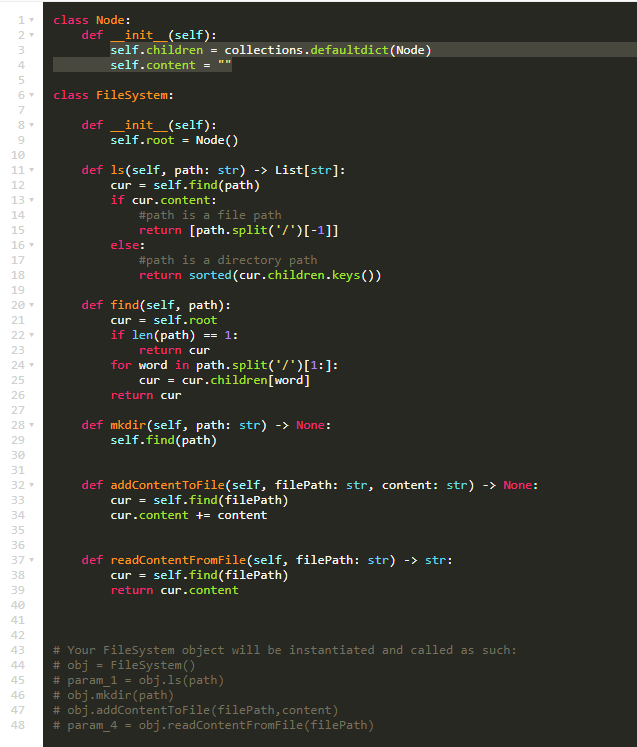 1 class Node:
2     def __init__(self):
3         self.children = collections.defaultdict(Node)
4         self.content = ""
5
6 class FileSystem:
7
8     def __init__(self):
9         self.root = Node()
10
11     def ls(self, path: str) -> List[str]:
12         cur = self.find(path)
13         if cur.content:
14             #path is a file path
15             return [path.split('/')[-1]]
16         else:
17             #path is a directory path
18             return sorted(cur.children.keys())
19
20     def find(self, path):
21         cur = self.root
22         if len(path) == 1:
23             return cur
24         for word in path.split('/')[1:]:
25             cur = cur.children[word]
26         return cur
27
28     def mkdir(self, path: str) -> None:
29         self.find(path)
30
31
32     def addContentToFile(self, filePath: str, content: str) -> None:
33         cur = self.find(filePath)
34         cur.content += content
35
36
37     def readContentFromFile(self, filePath: str) -> str:
38         cur = self.find(filePath)
39         return cur.content
40
41
42
43 # Your FileSystem object will be instantiated and called as such:
44 # obj = FileSystem()
45 # param_1 = obj.ls(path)
46 # obj.mkdir(path)
47 # obj.addContentToFile(filePath,content)
48 # param_4 = obj.readContentFromFile(filePath)